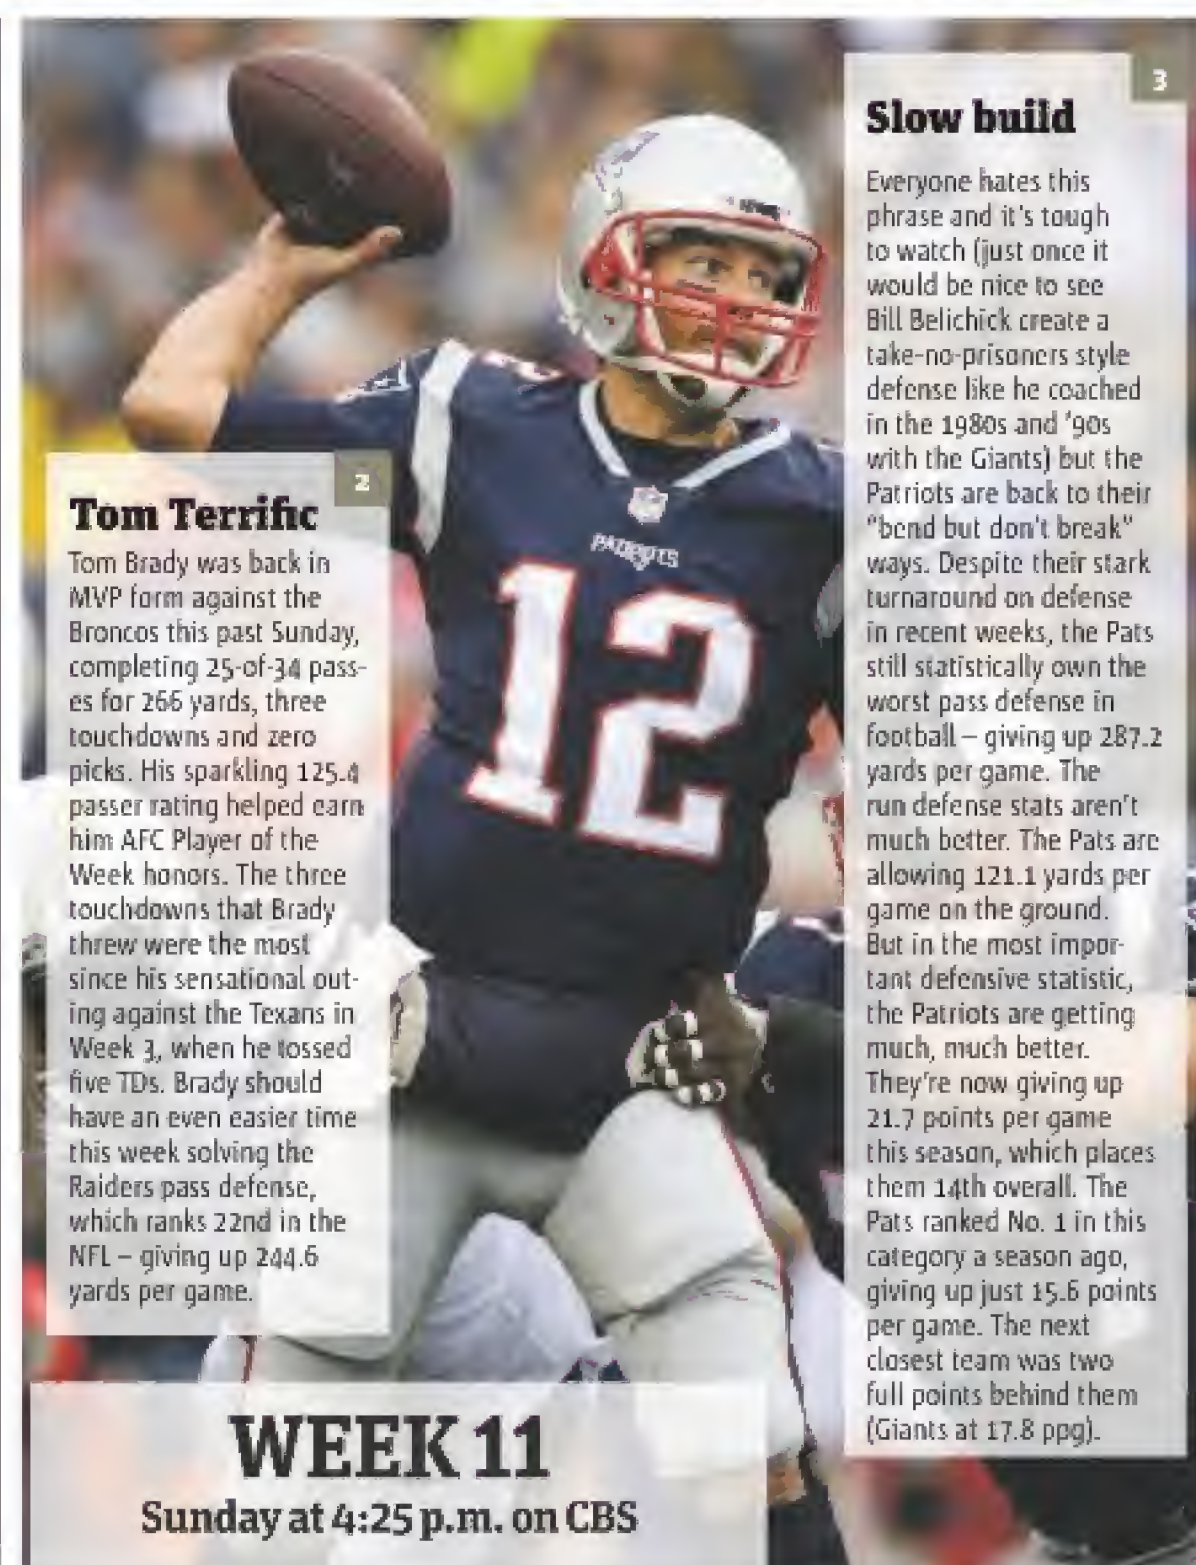 2
Tom Terrific
Tom Brady was back in
MVP form against the
Broncos this past Sunday,
completing 25-of-34 pass-
es for 266 yards, three
touchdowns and zero
picks. His sparkling 125.4
passer rating helped earn
him AFC Player of the
Week honors. The three
touchdowns that Brady
threw were the most
since his sensational out-
ing against the Texans in
Week 3, when he tossed
five TDs. Brady should
have an even easier time
this week solving the
Raiders pass defense,
which ranks 22nd in the
NFL – giving up 244.6
yards per game.
PATRIOTS
12
3
Slow build
Everyone hates this
phrase and it's tough
to watch (just once it
would be nice to see
Bill Belichick create a
take-no-prisoners style
defense like he coached
in the 1980s and '90s
with the Giants) but the
Patriots are back to their
"bend but don't break"
ways. Despite their stark
turnaround on defense
in recent weeks, the Pats
still statistically own the
worst pass defense in
football – giving up 287.2
yards per game. The
run defense stats aren't
much better. The Pats are
allowing 121.1 yards per
game on the ground.
But in the most impor-
tant defensive statistic,
the Patriots are getting
much, much better.
They're now giving up
21.7 points per game
this season, which places
them 14th overall. The
Pats ranked No. 1 in this
category a season ago,
giving up just 15.6 points
per game. The next
closest team was two
full points behind them
(Giants at 17.8 ppg).
WEEK 11
Sunday at 4:25 p.m. on CBS